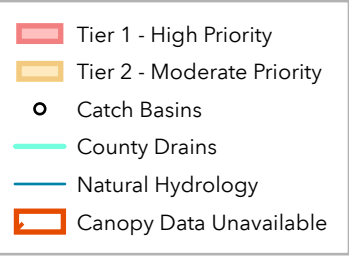 Tier 1 - High Priority
Tier 2 - Moderate Priority
Catch Basins
County Drains
Natural Hydrology
Canopy Data Unavailable